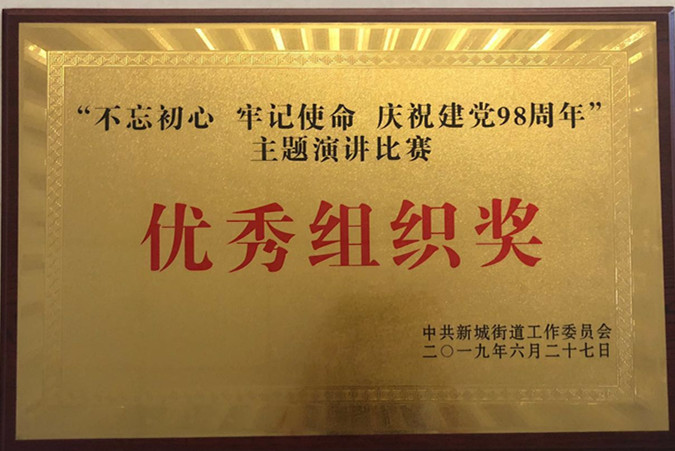 “不忘初心 牢记使命 庆祝建党98周年”
主题演讲比赛
优秀组织奖
中共新城街道工作委员会
二〇一九年六月二十七日